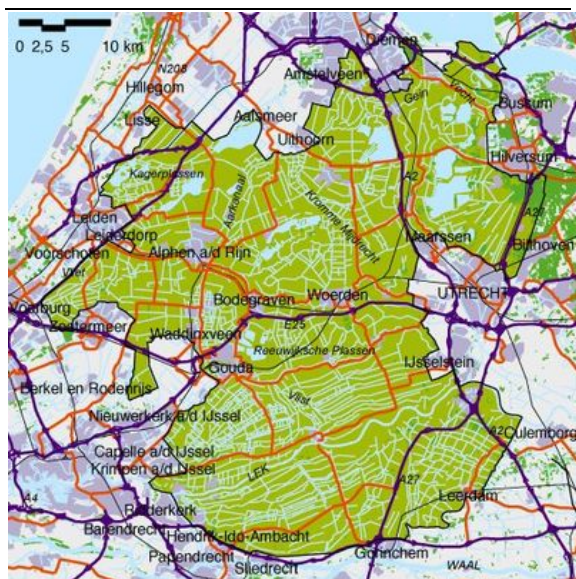 0 2,5 5 10 km
Diemen
N208
Amstelveen
Hillegom
Gein
Vecht
Bussum
Lisse
Aalsmeer
Uithoorn
Hilversum
Kagerplassen
A2
Aarkanaal
Kromme Mijdrecht
A27
Leiden
Leiderdorp
Maarssen
Bilthoven
Voorschoten
Alphen a/d Rijn
Vliet
UTRECHT
Bodegraven
Woerden
Voorburg
Zoetermeer
E25
Waddinxveen
Reeuwijksche Plassen
IJsselstein
Gouda
Berkel en Rodenrijs
Vlist
Nieuwerkerk a/d IJssel
A2
Culemborg
Capelle a/d IJssel
Krimpen a/d IJssel
LEK
A27
Leerdam
A4
Ridderkerk
Barendrecht
Hendrik-Ido-Ambacht
Gorinchem
Papendrecht
Sliedrecht
WAAL